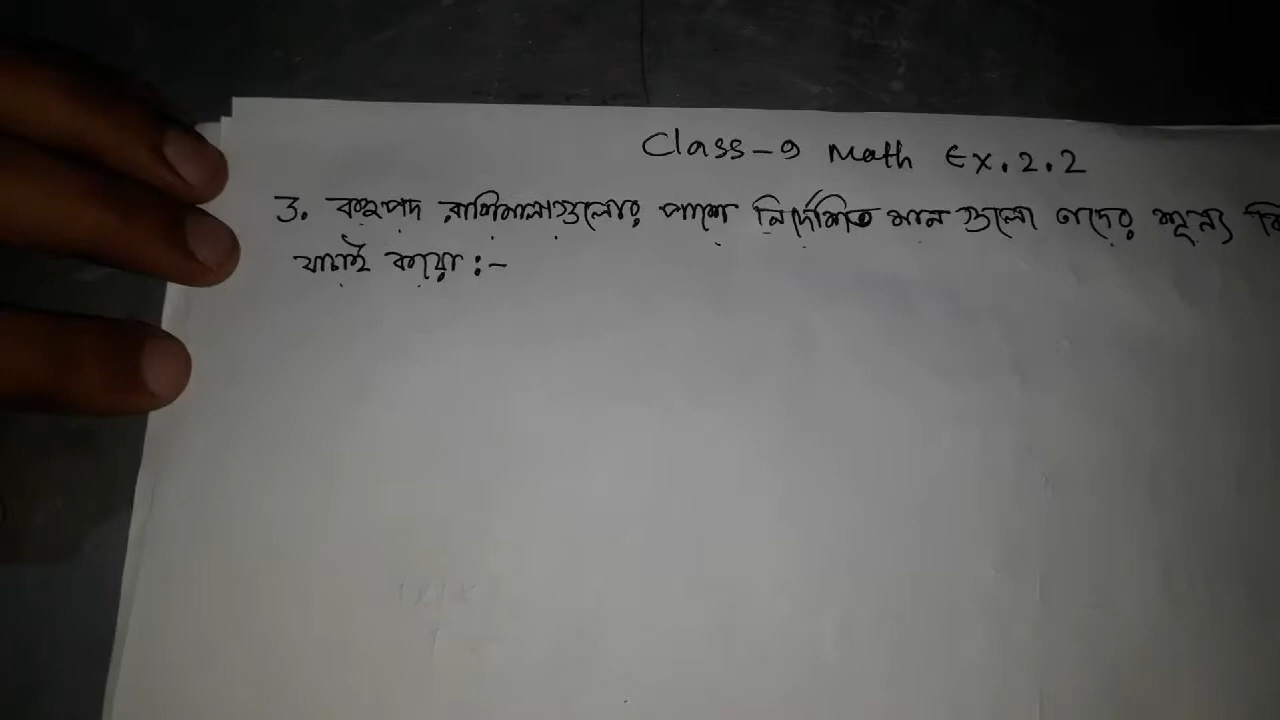 Class-9 Math Ex.2.2
3. বহুপদ রাশিমালাগুলোর পাশে নির্দেশিত মান গুলো তাদের শূন্য কি
যাচাই করো :-